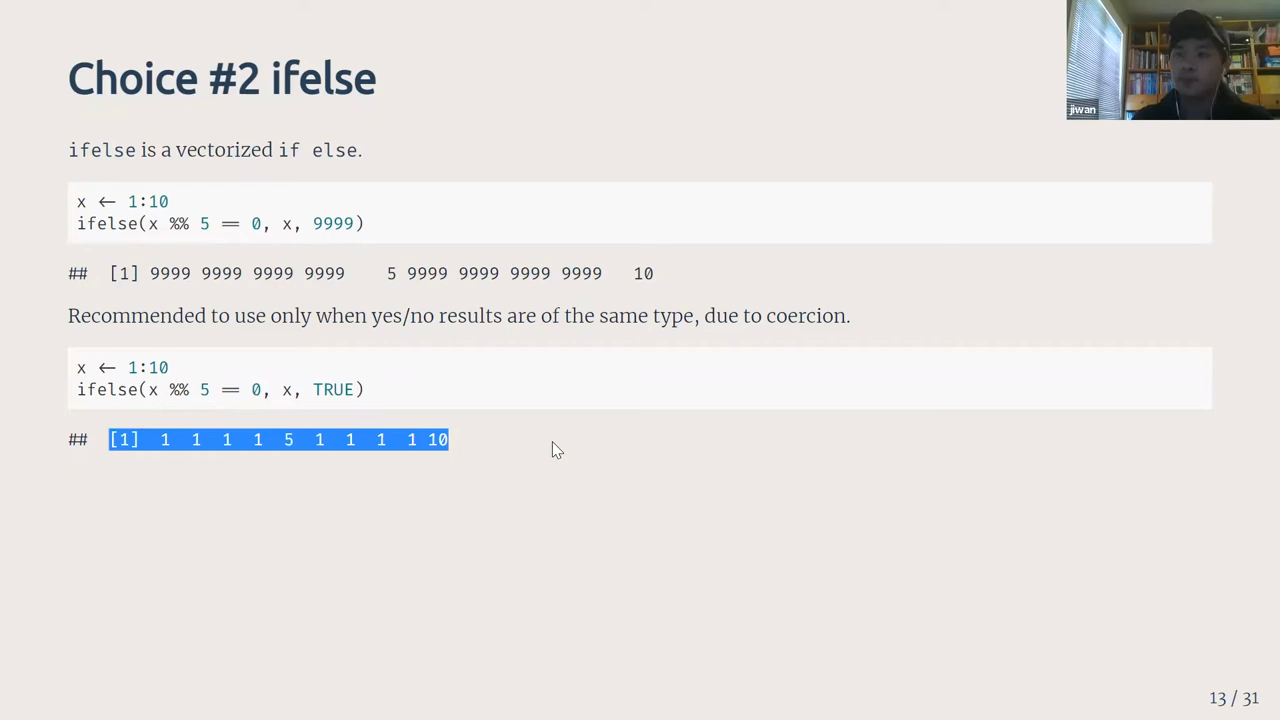 Choice #2 ifelse
jiwan
ifelse is a vectorized if else.
x ← 1:10
ifelse(x %% 5 == 0, x, 9999)
## [1] 9999 9999 9999 9999 5 9999 9999 9999 9999 10
Recommended to use only when yes/no results are of the same type, due to coercion.
x ← 1:10
ifelse(x %% 5 == 0, x, TRUE)
## [1] 1 1 1 1 5 1 1 1 1 10
13 / 31